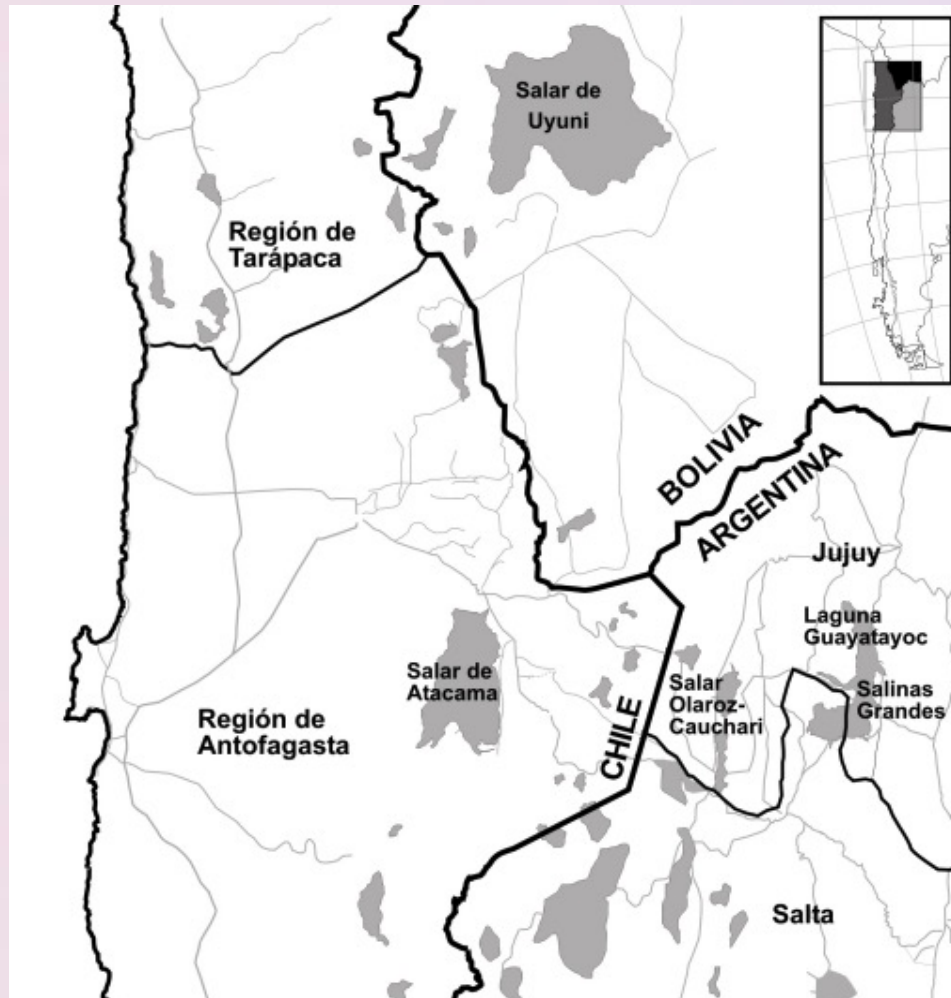 Salar de
Uyuni
Región de
Tarápaca
BOLIVIA
ARGENTINA
Jujuy
Laguna
Guayatayoc
Salar de
Atacama
Salar
Olaroz-
Cauchari
Salinas
Grandes
Región de
Antofagasta
CHILE
Salta